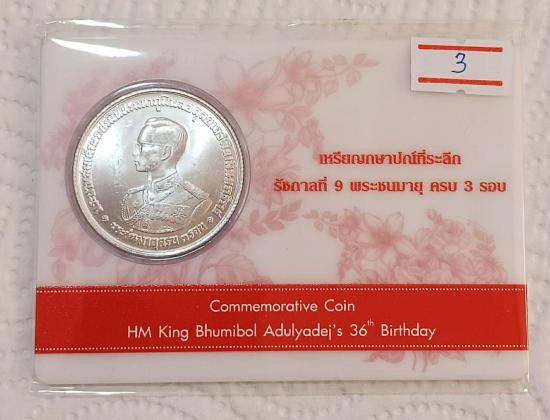 3
เหรียญกษาปณ์ที่ระลึก
รัชกาลที่ 9 พระชนมายุ ครบ 3 รอบ
Commemorative Coin
HM King Bhumibol Adulyadej's 36th Birthday